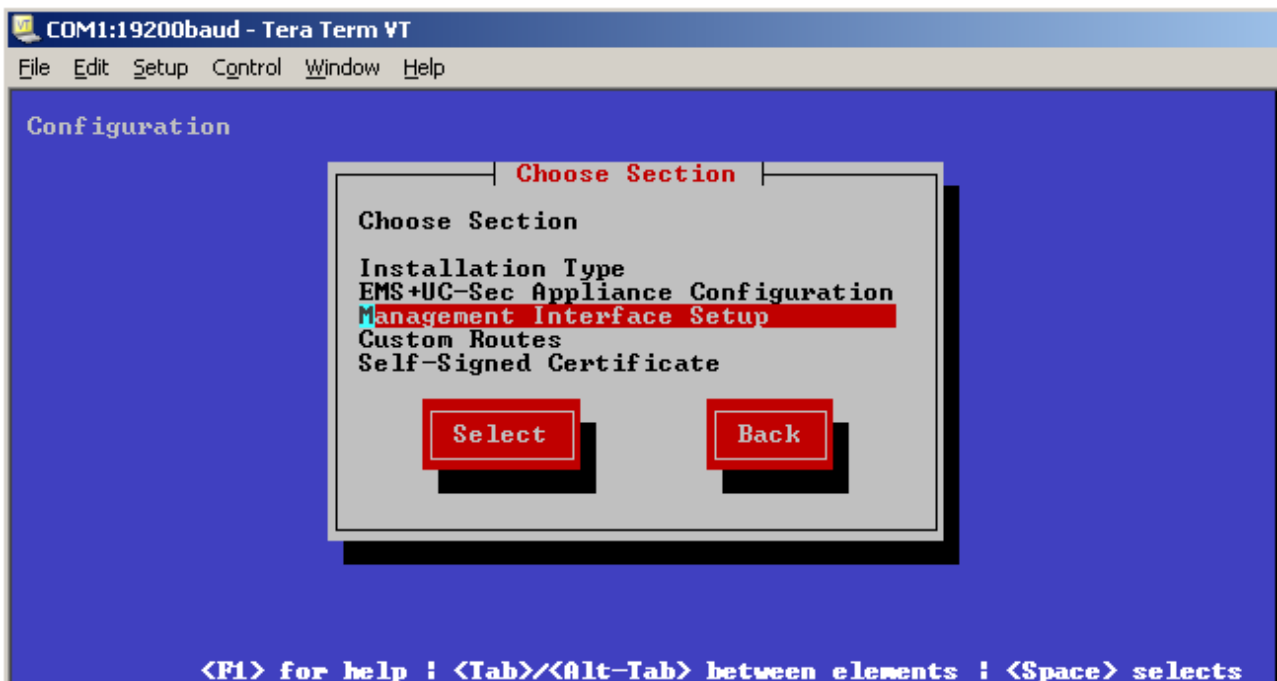 COM1:19200baud - Tera Term VT
File Edit Setup Control Window Help
Configuration
Choose Section
Choose Section
Installation Type
EMS+UC-Sec Appliance Configuration
Management Interface Setup
Custom Routes
Self-Signed Certificate
Select Back
<F1> for help | <Tab>/<Alt-Tab> between elements | <Space> selects